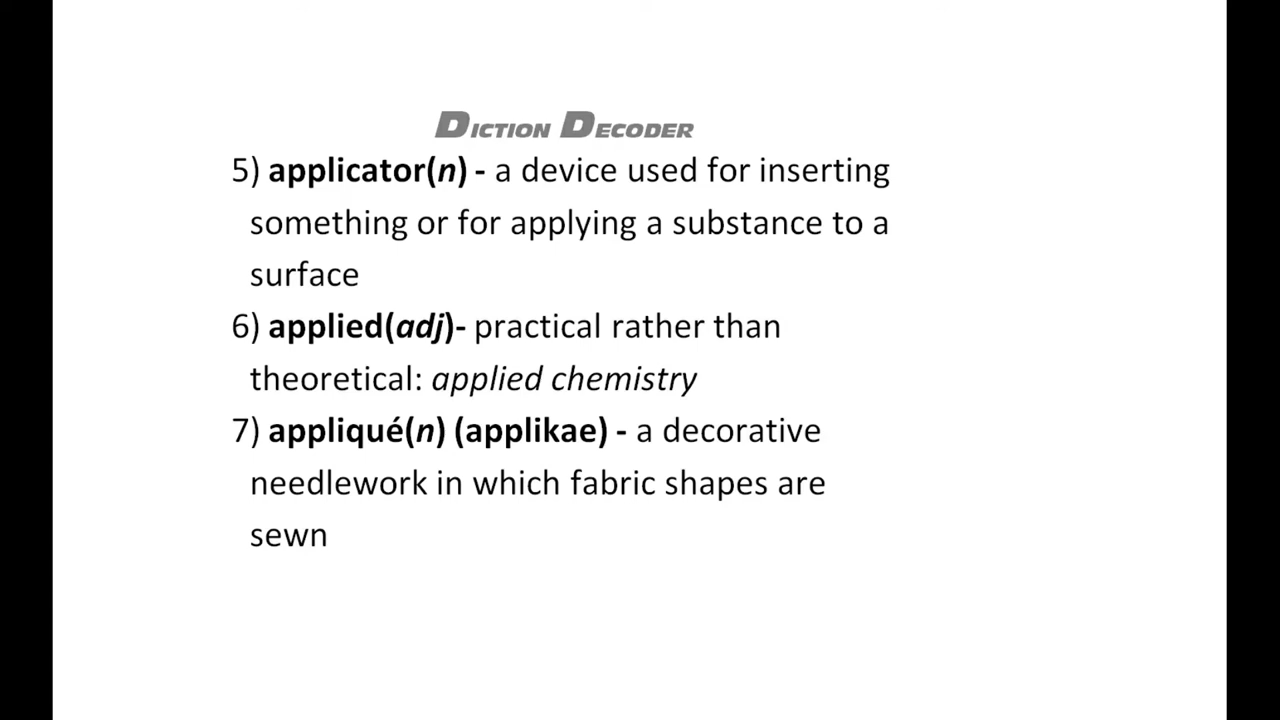 DICTION DECODER
5) applicator(n) - a device used for inserting
something or for applying a substance to a
surface
6) applied(adj)- practical rather than
theoretical: applied chemistry
7) appliqué(n) (applikae) - a decorative
needlework in which fabric shapes are
sewn